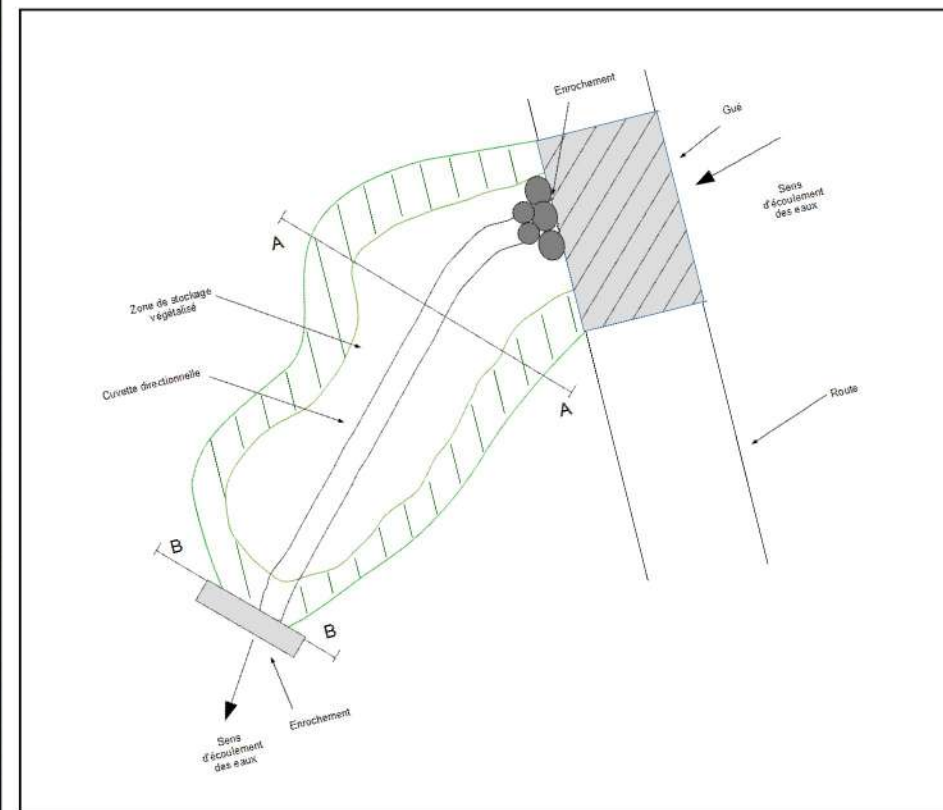 Enrochement
Gué
Sens
d'écoulement
des eaux
A
Zone de stockage
végétalisé
Cuvette directionnelle
A
Route
B
B
Enrochement
Sens
d'écoulement
des eaux